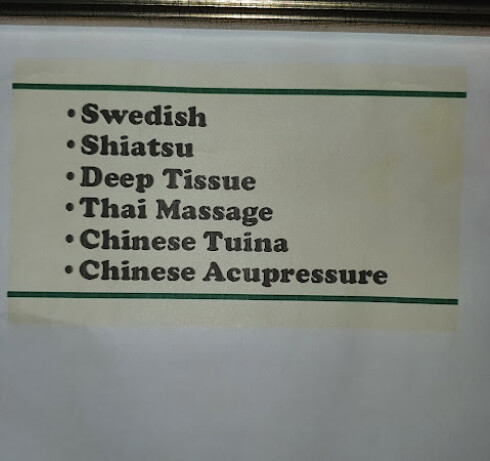 • Swedish
• Shiatsu
• Deep Tissue
• Thai Massage
• Chinese Tuina
• Chinese Acupressure